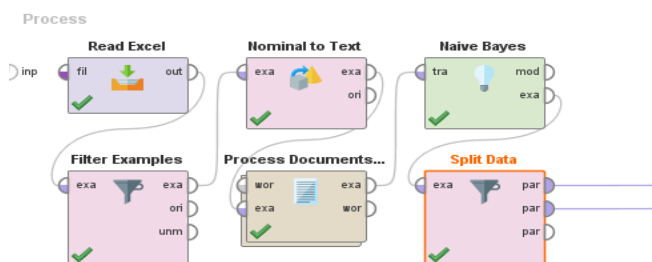 Process
Read Excel
Nominal to Text
Naive Bayes
inp
fil
out
exa
exa
ori
tra
mod
exa
Filter Examples
Process Documents...
Split Data
exa
exa
ori
unm
wor
exa
exa
wor
exa
par
par
par